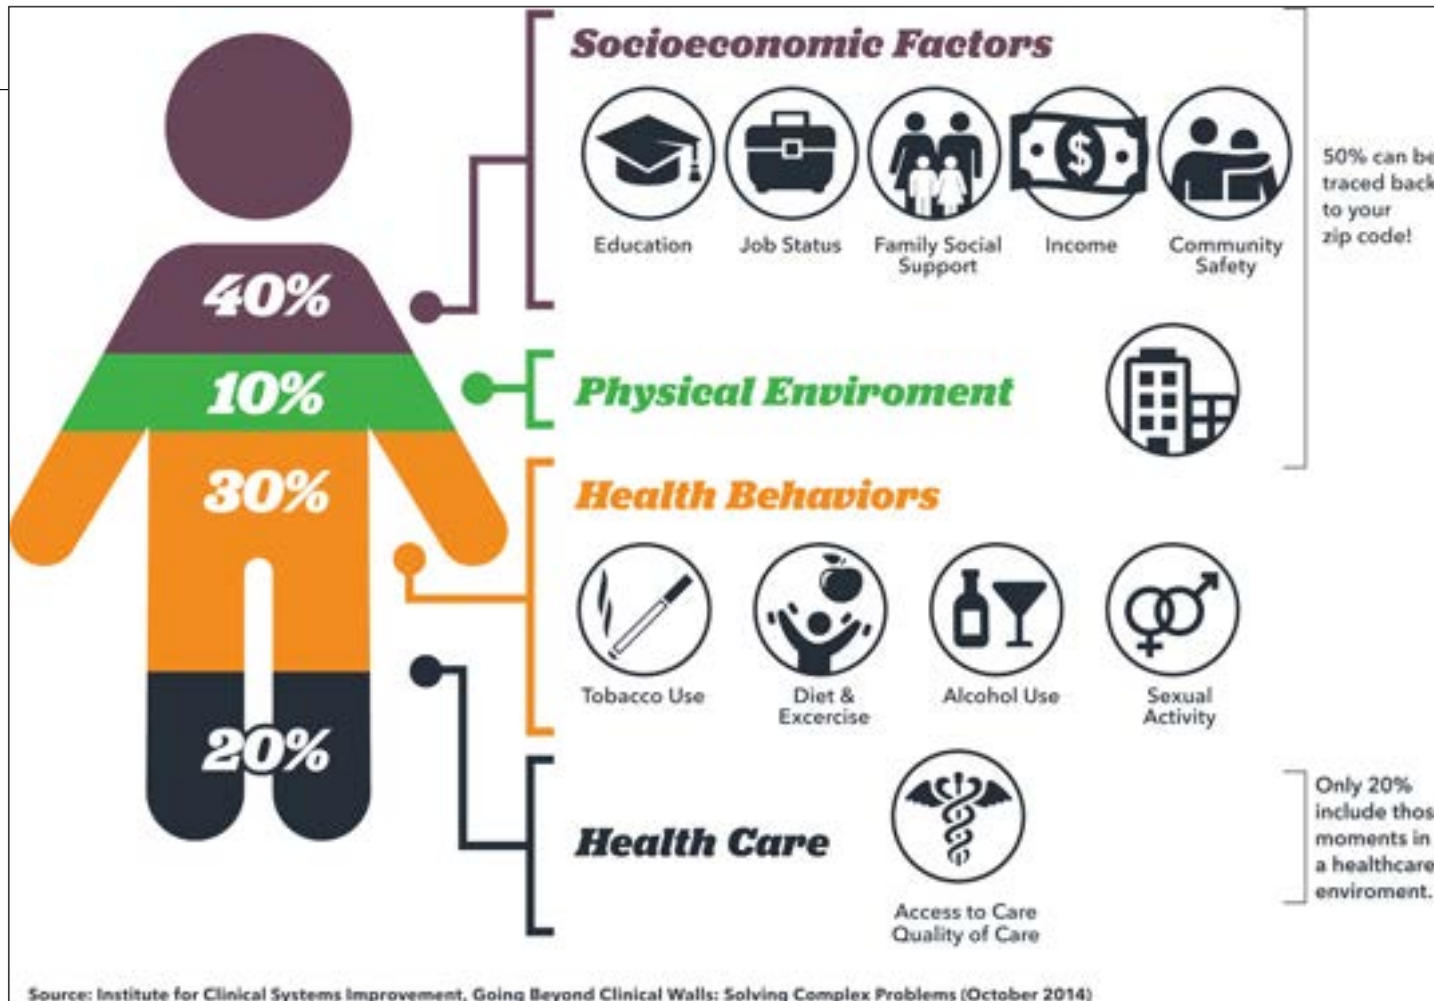 Socioeconomic Factors
Education
Job Status
Family Social
Support
Income
Community
Safety
50% can be
traced back
to your
zip code!
40%
10%
Physical Enviroment
30%
Health Behaviors
Tobacco Use
Diet &
Excercise
Alcohol Use
Sexual
Activity
20%
Health Care
Access to Care
Quality of Care
Only 20%
include thos
moments in
a healthcare
enviroment.
Source: Institute for Clinical Systems Improvement, Going Beyond Clinical Walls: Solving Complex Problems (October 2014)